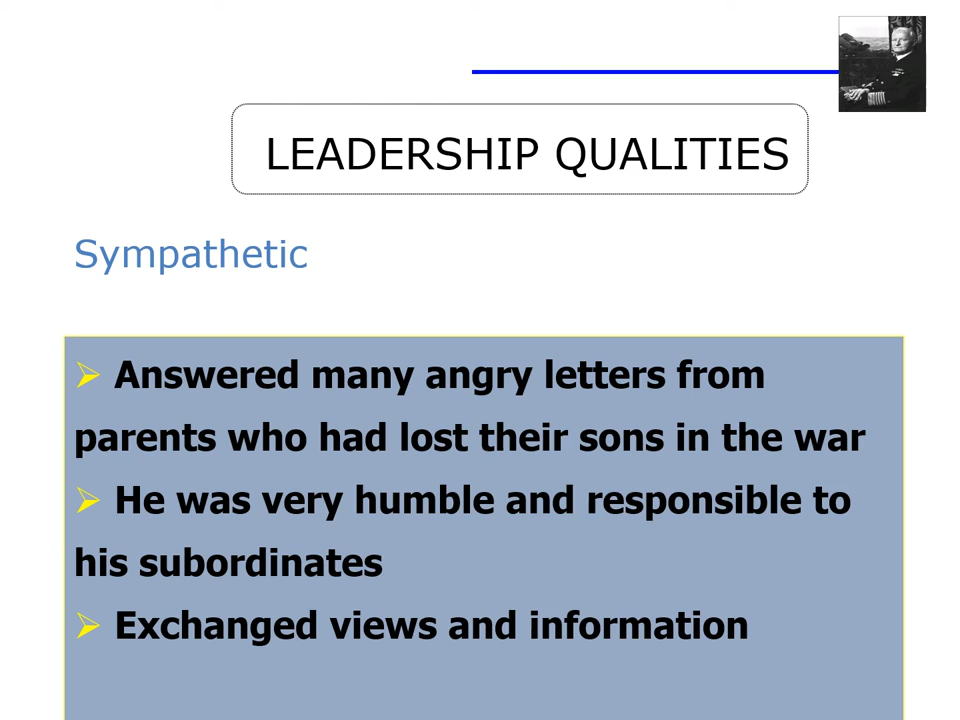 LEADERSHIP QUALITIES
Sympathetic
➢ Answered many angry letters from
parents who had lost their sons in the war
➢ He was very humble and responsible to
his subordinates
➢ Exchanged views and information